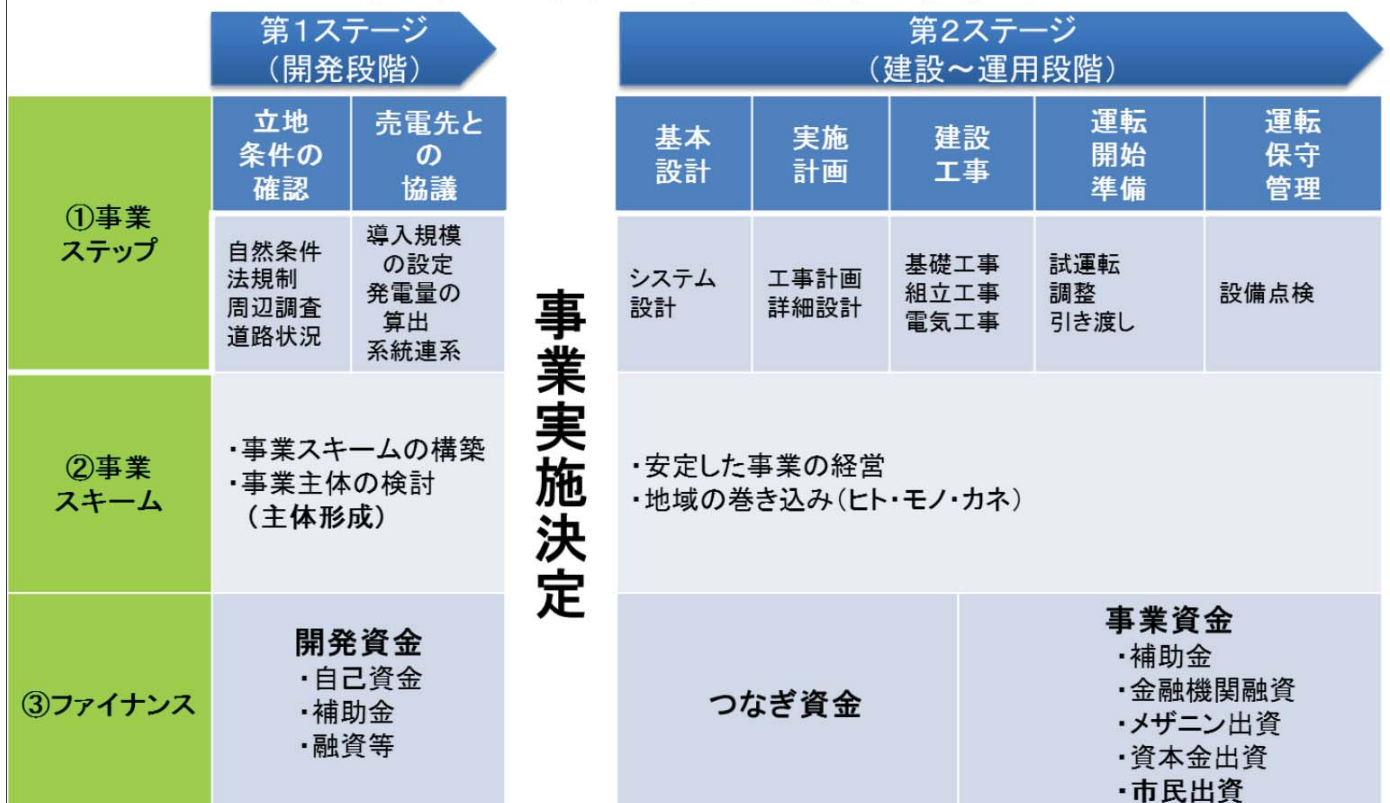 第1ステージ
（開発段階）
第2ステージ
（建設～運用段階）
①事業
ステップ
立地
条件の
確認
売電先と
の
協議
基本
設計
実施
計画
建設
工事
運転
開始
準備
運転
保守
管理
自然条件
法規制
周辺調査
道路状況
導入規模
の設定
発電量の
算出
系統連系
事業実施決定
システム
設計
工事計画
詳細設計
基礎工事
組立工事
電気工事
試運転
調整
引き渡し
設備点検
②事業
スキーム
・事業スキームの構築
・事業主体の検討
（主体形成）
・安定した事業の経営
・地域の巻き込み（ヒト・モノ・カネ）
③ファイナンス
開発資金
・自己資金
・補助金
・融資等
つなぎ資金
事業資金
・補助金
・金融機関融資
・メザニン出資
・資本金出資
・市民出資